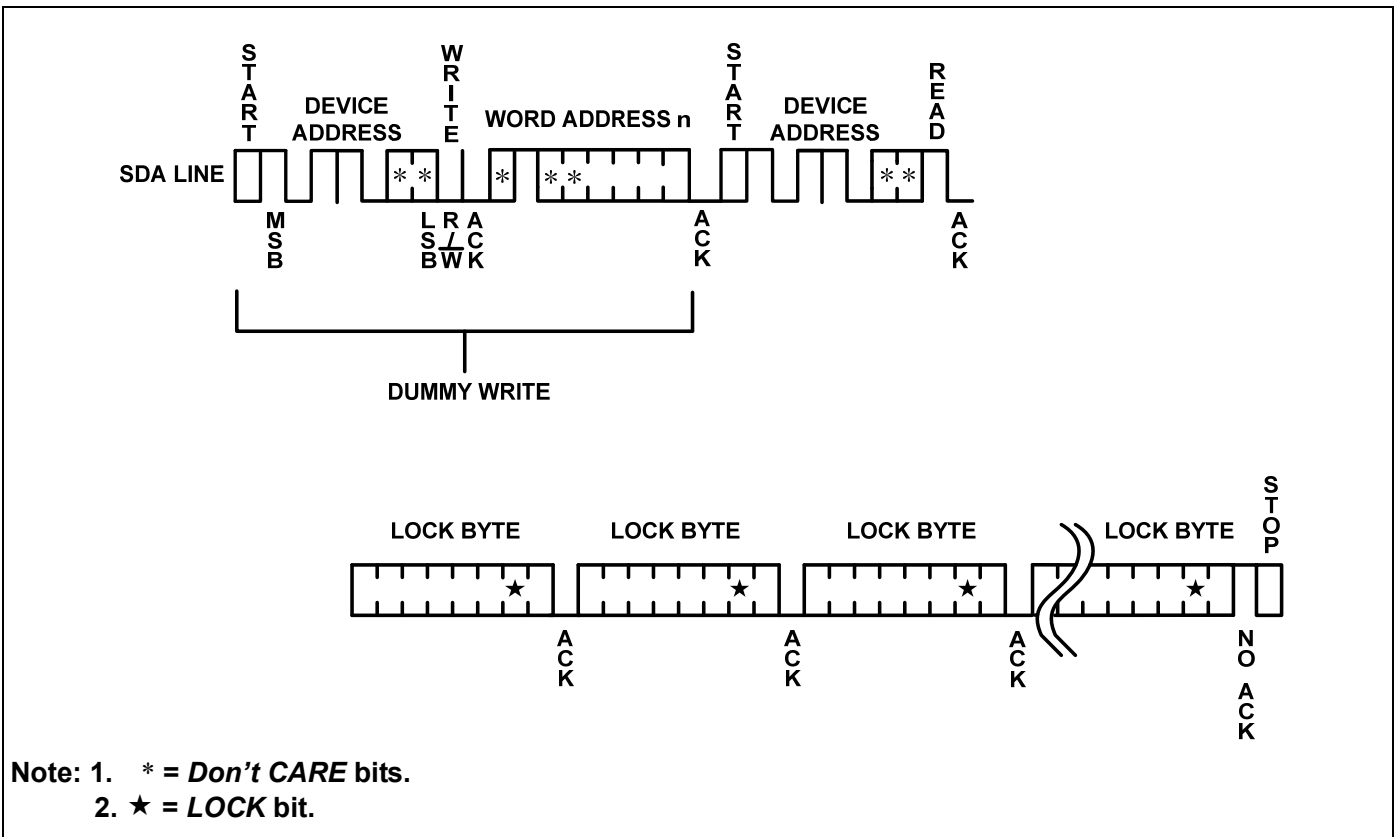 START
DEVICE
ADDRESS
WRITE
WORD ADDRESS n
START
DEVICE
ADDRESS
READ
SDA LINE
* *
*
* *
* *
MSB
LSB
R/W
ACK
ACK
ACK
DUMMY WRITE
LOCK BYTE
LOCK BYTE
LOCK BYTE
LOCK BYTE
STOP
★
★
★
★
ACK
ACK
ACK
NO ACK
Note: 1. * = Don't CARE bits.
2. ★ = LOCK bit.